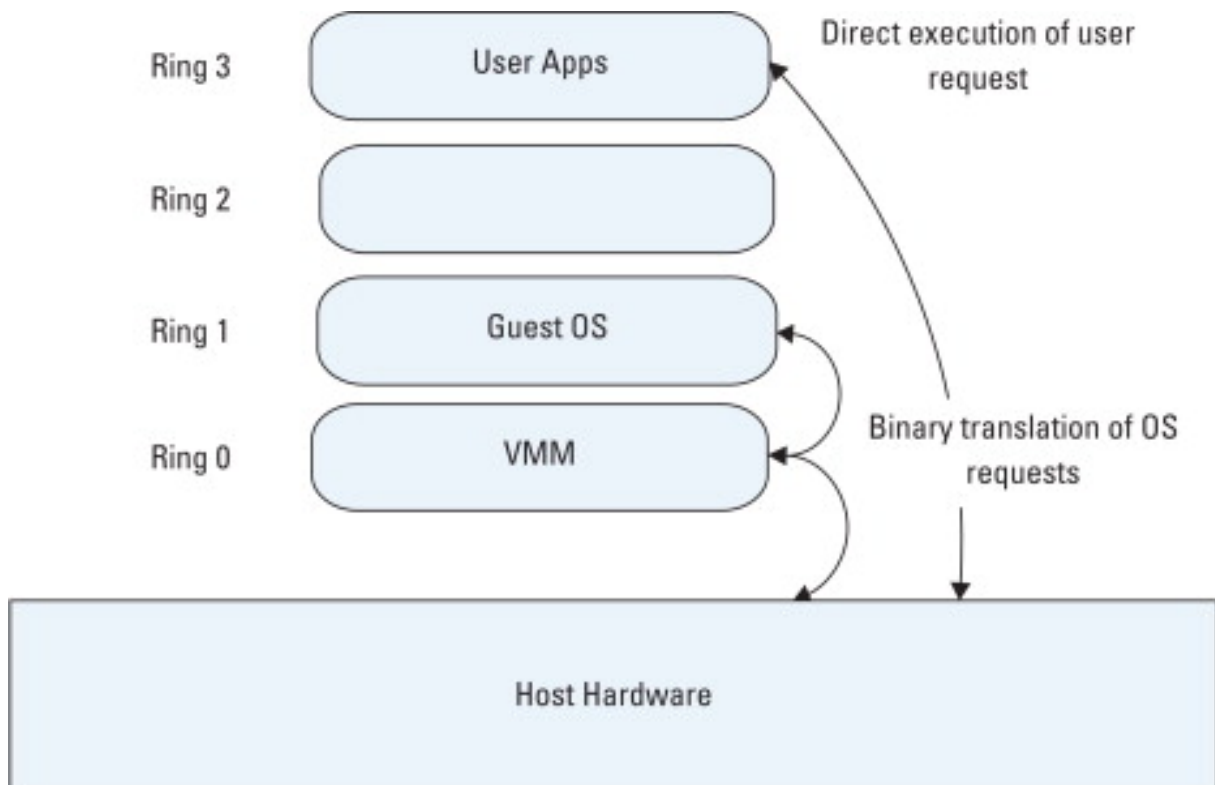 Ring 3
User Apps
Direct execution of user
request
Ring 2
Ring 1
Guest OS
Ring 0
VMM
Binary translation of OS
requests
Host Hardware